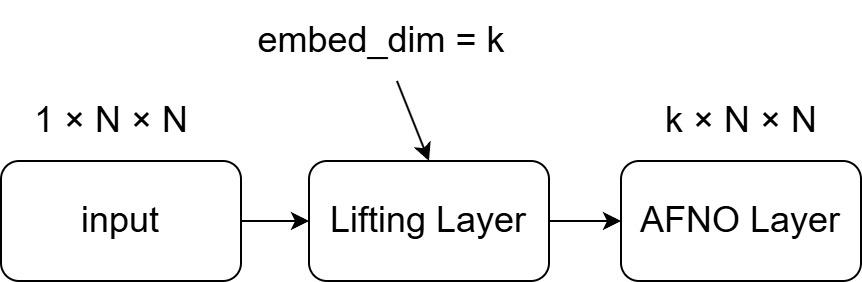 embed_dim = k
1 × N × N
k × N × N
input
Lifting Layer
AFNO Layer